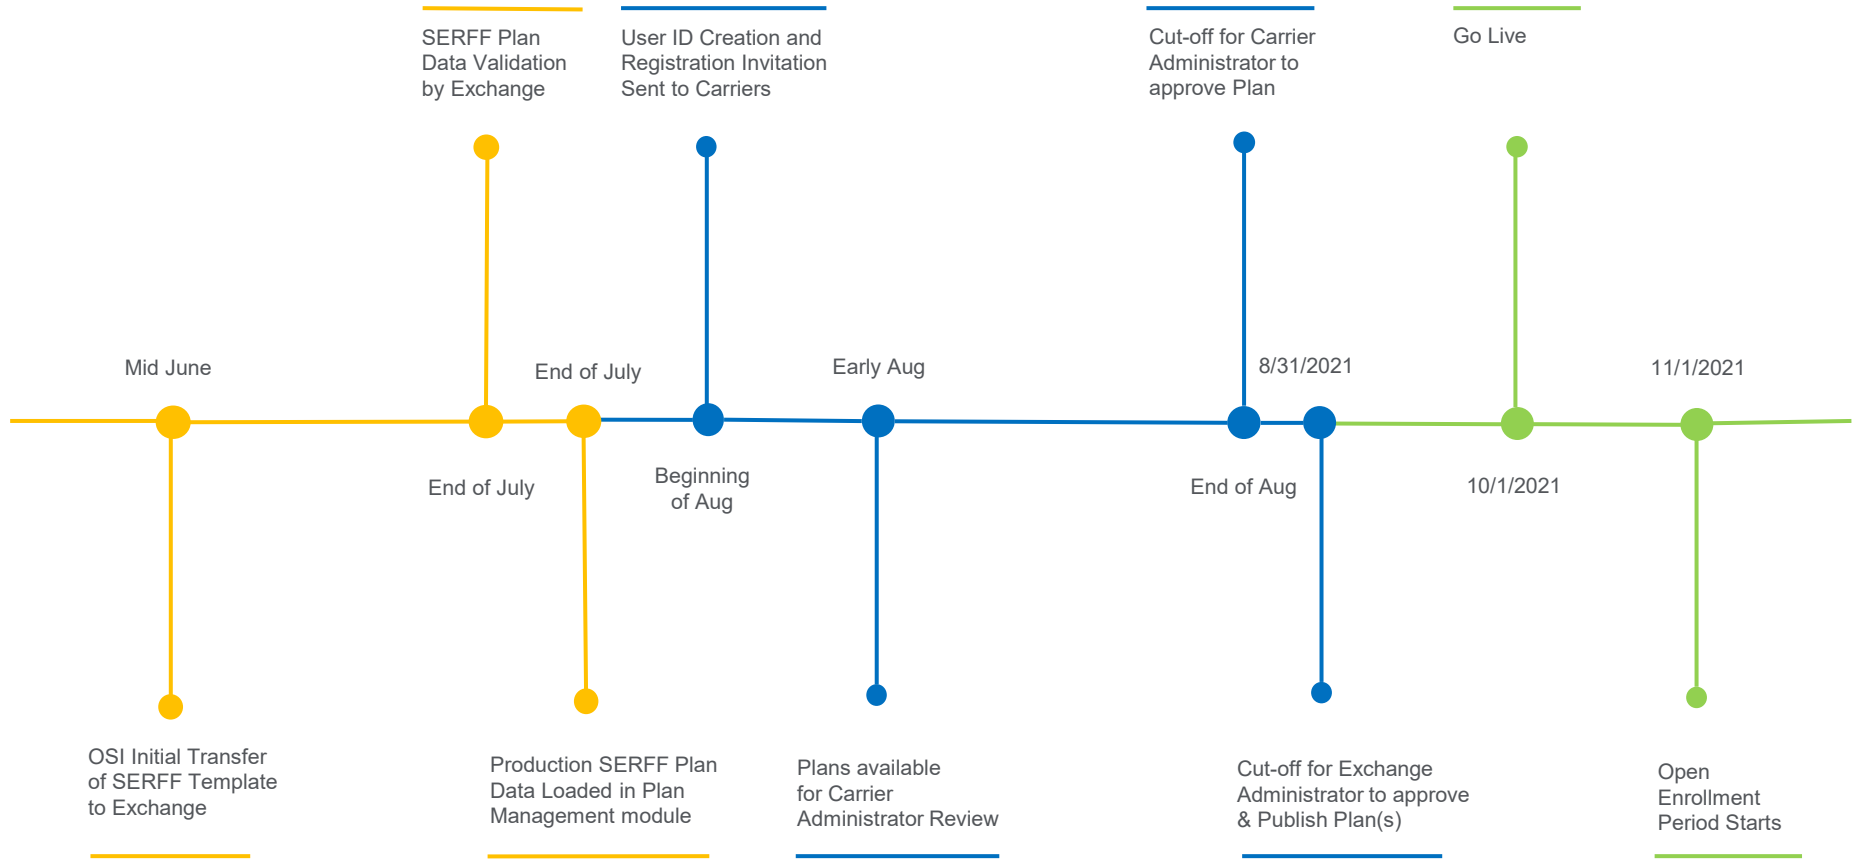 SERFF Plan
Data Validation
by Exchange
User ID Creation and
Registration Invitation
Sent to Carriers
Cut-off for Carrier
Administrator to
approve Plan
Go Live
Mid June
End of July
Early Aug
8/31/2021
11/1/2021
End of July
Beginning
of Aug
End of Aug
10/1/2021
OSI Initial Transfer
of SERFF Template
to Exchange
Production SERFF Plan
Data Loaded in Plan
Management module
Plans available
for Carrier
Administrator Review
Cut-off for Exchange
Administrator to approve
& Publish Plan(s)
Open
Enrollment
Period Starts